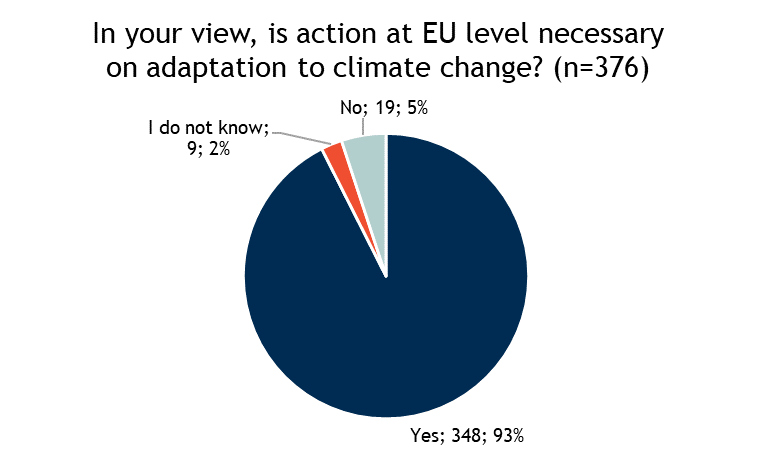 In your view, is action at EU level necessary
on adaptation to climate change? (n=376)
No; 19; 5%
I do not know;
9; 2%
Yes; 348; 93%